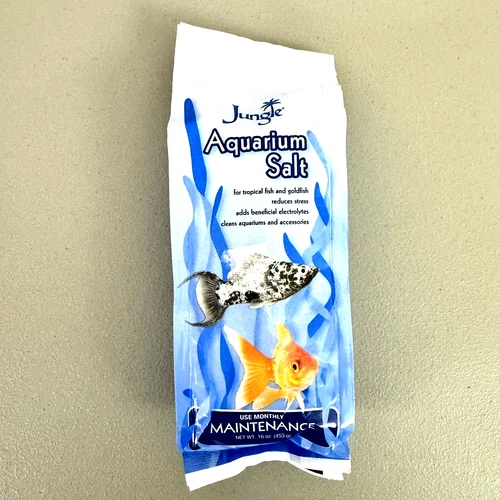 Jungle®
Aquarium
Salt
for tropical fish and goldfish
reduces stress
adds beneficial electrolytes
cleans aquariums and accessories
USE MONTHLY
MAINTENANCE
NET WT. 16 oz (453 g)